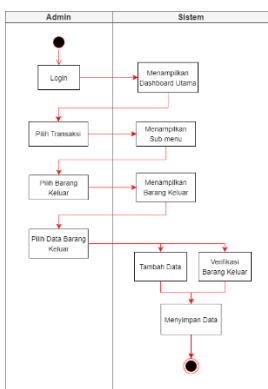 Admin
Sistem
Login
Menampilkan
Dashboard Utama
Pilih Transaksi
Menampilkan
Sub-menu
Pilih Barang
Keluar
Menampilkan
Barang Keluar
Pilih Data Barang
Keluar
Tambah Data
Verifikasi
Barang Keluar
Menyimpan Data